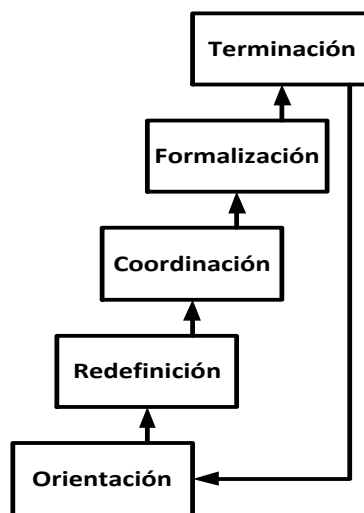 Terminación
Formalización
Coordinación
Redefinición
Orientación